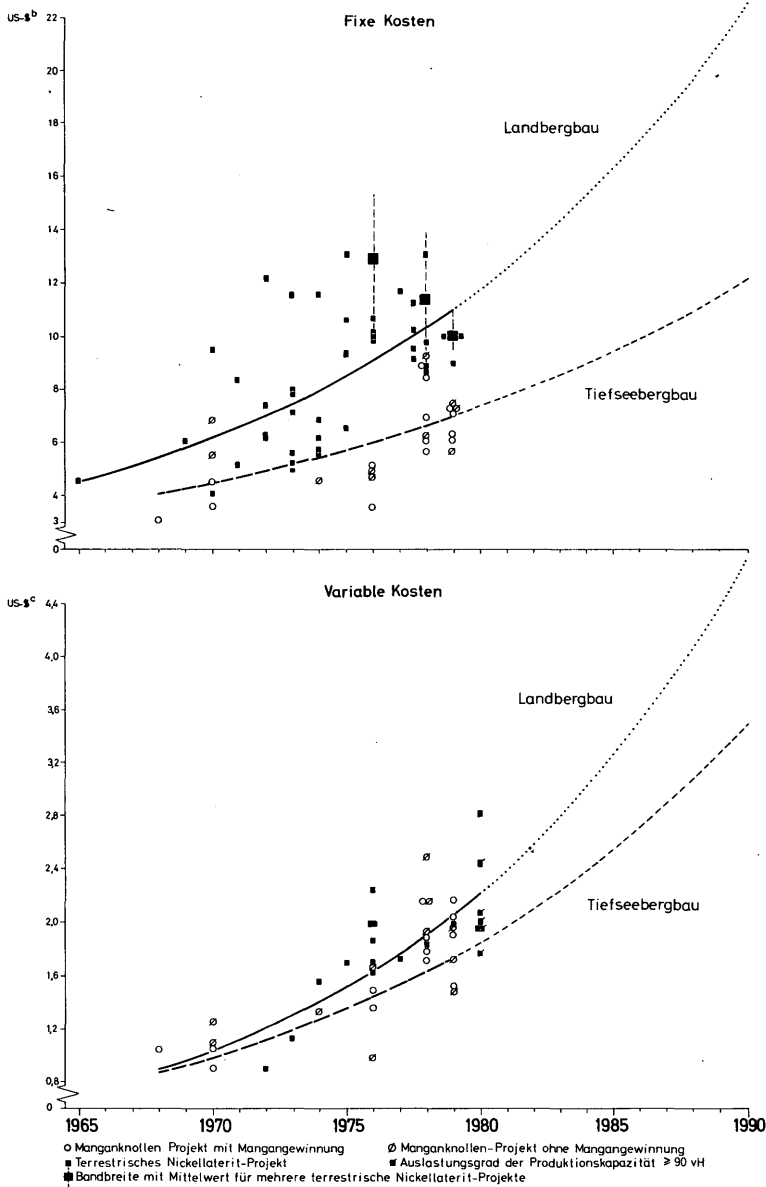 US-$b
Fixe Kosten
22
20
18
16
14
12
10
8
6
4
3
0
Landbergbau
Tiefseebergbau
Variable Kosten
US-$c
4,4
4,0
3,6
3,2
2,8
2,4
2,0
1,6
1,2
0,8
0
Landbergbau
Tiefseebergbau
1965 1970 1975 1980 1985 1990
Manganknollen Projekt mit Mangangewinnung
Manganknollen-Projekt ohne Mangangewinnung
Terrestrisches Nickellaterit-Projekt
Auslastungsgrad der Produktionskapazität ≥ 90 vH
Bandbreite mit Mittelwert für mehrere terrestrische Nickellaterit-Projekte